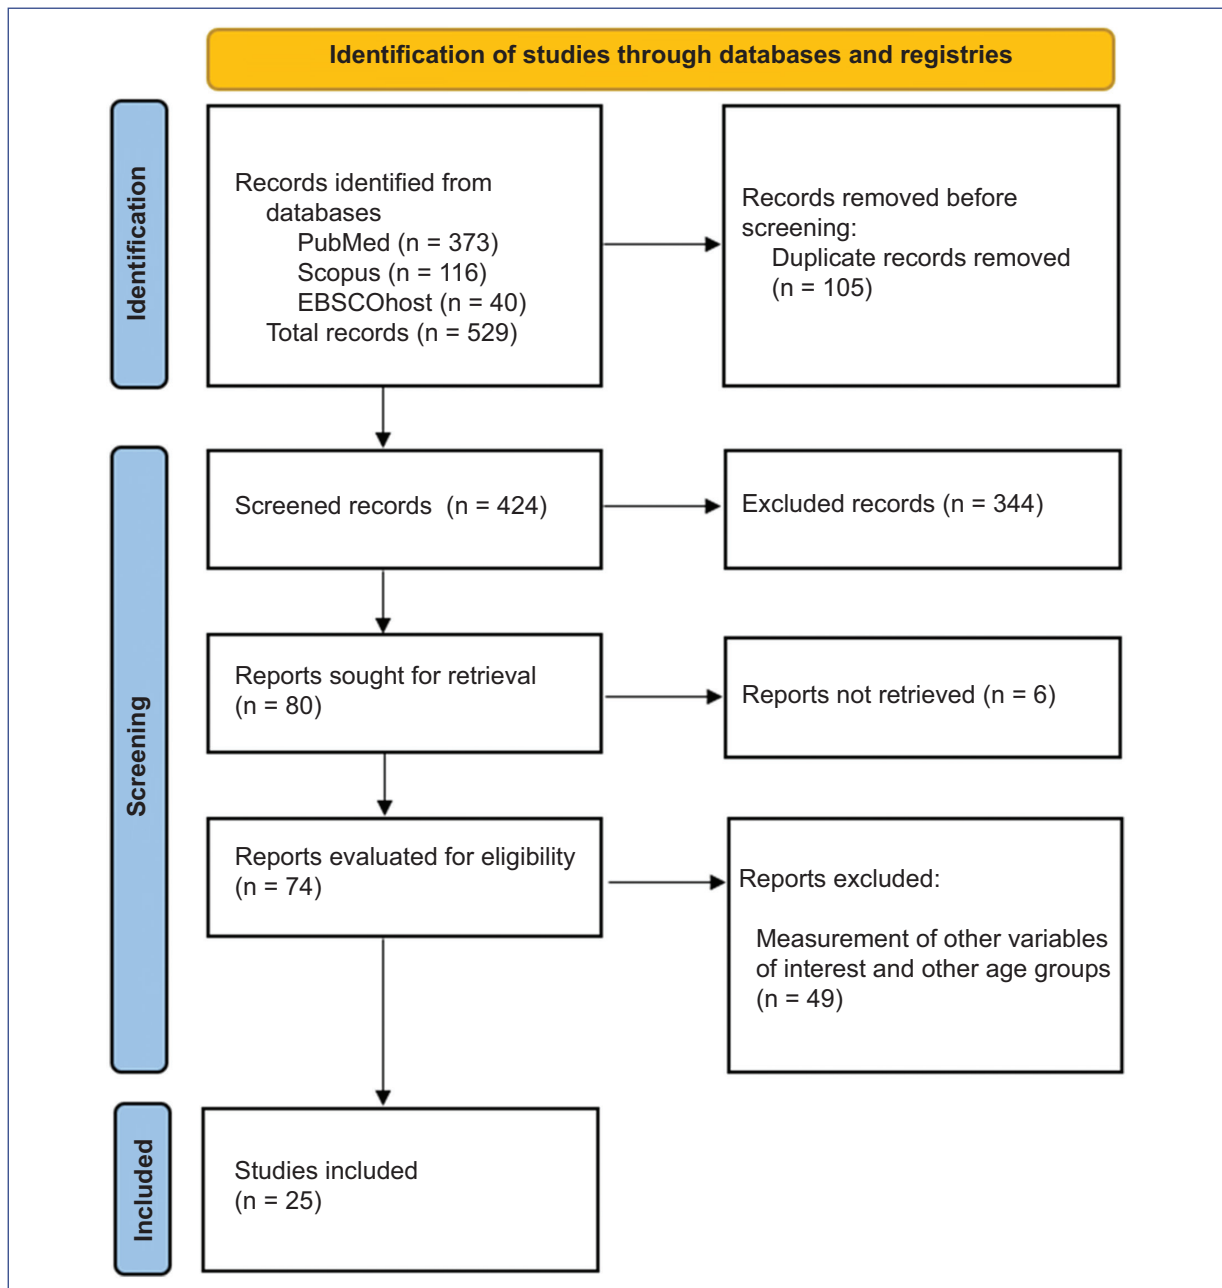 Identification of studies through databases and registries
Identification
Records identified from
databases
PubMed (n = 373)
Scopus (n = 116)
EBSCOhost (n = 40)
Total records (n = 529)
Records removed before
screening:
Duplicate records removed
(n = 105)
Screening
Screened records (n = 424)
Excluded records (n = 344)
Reports sought for retrieval
(n = 80)
Reports not retrieved (n = 6)
Reports evaluated for eligibility
(n = 74)
Reports excluded:
Measurement of other variables
of interest and other age groups
(n = 49)
Included
Studies included
(n = 25)